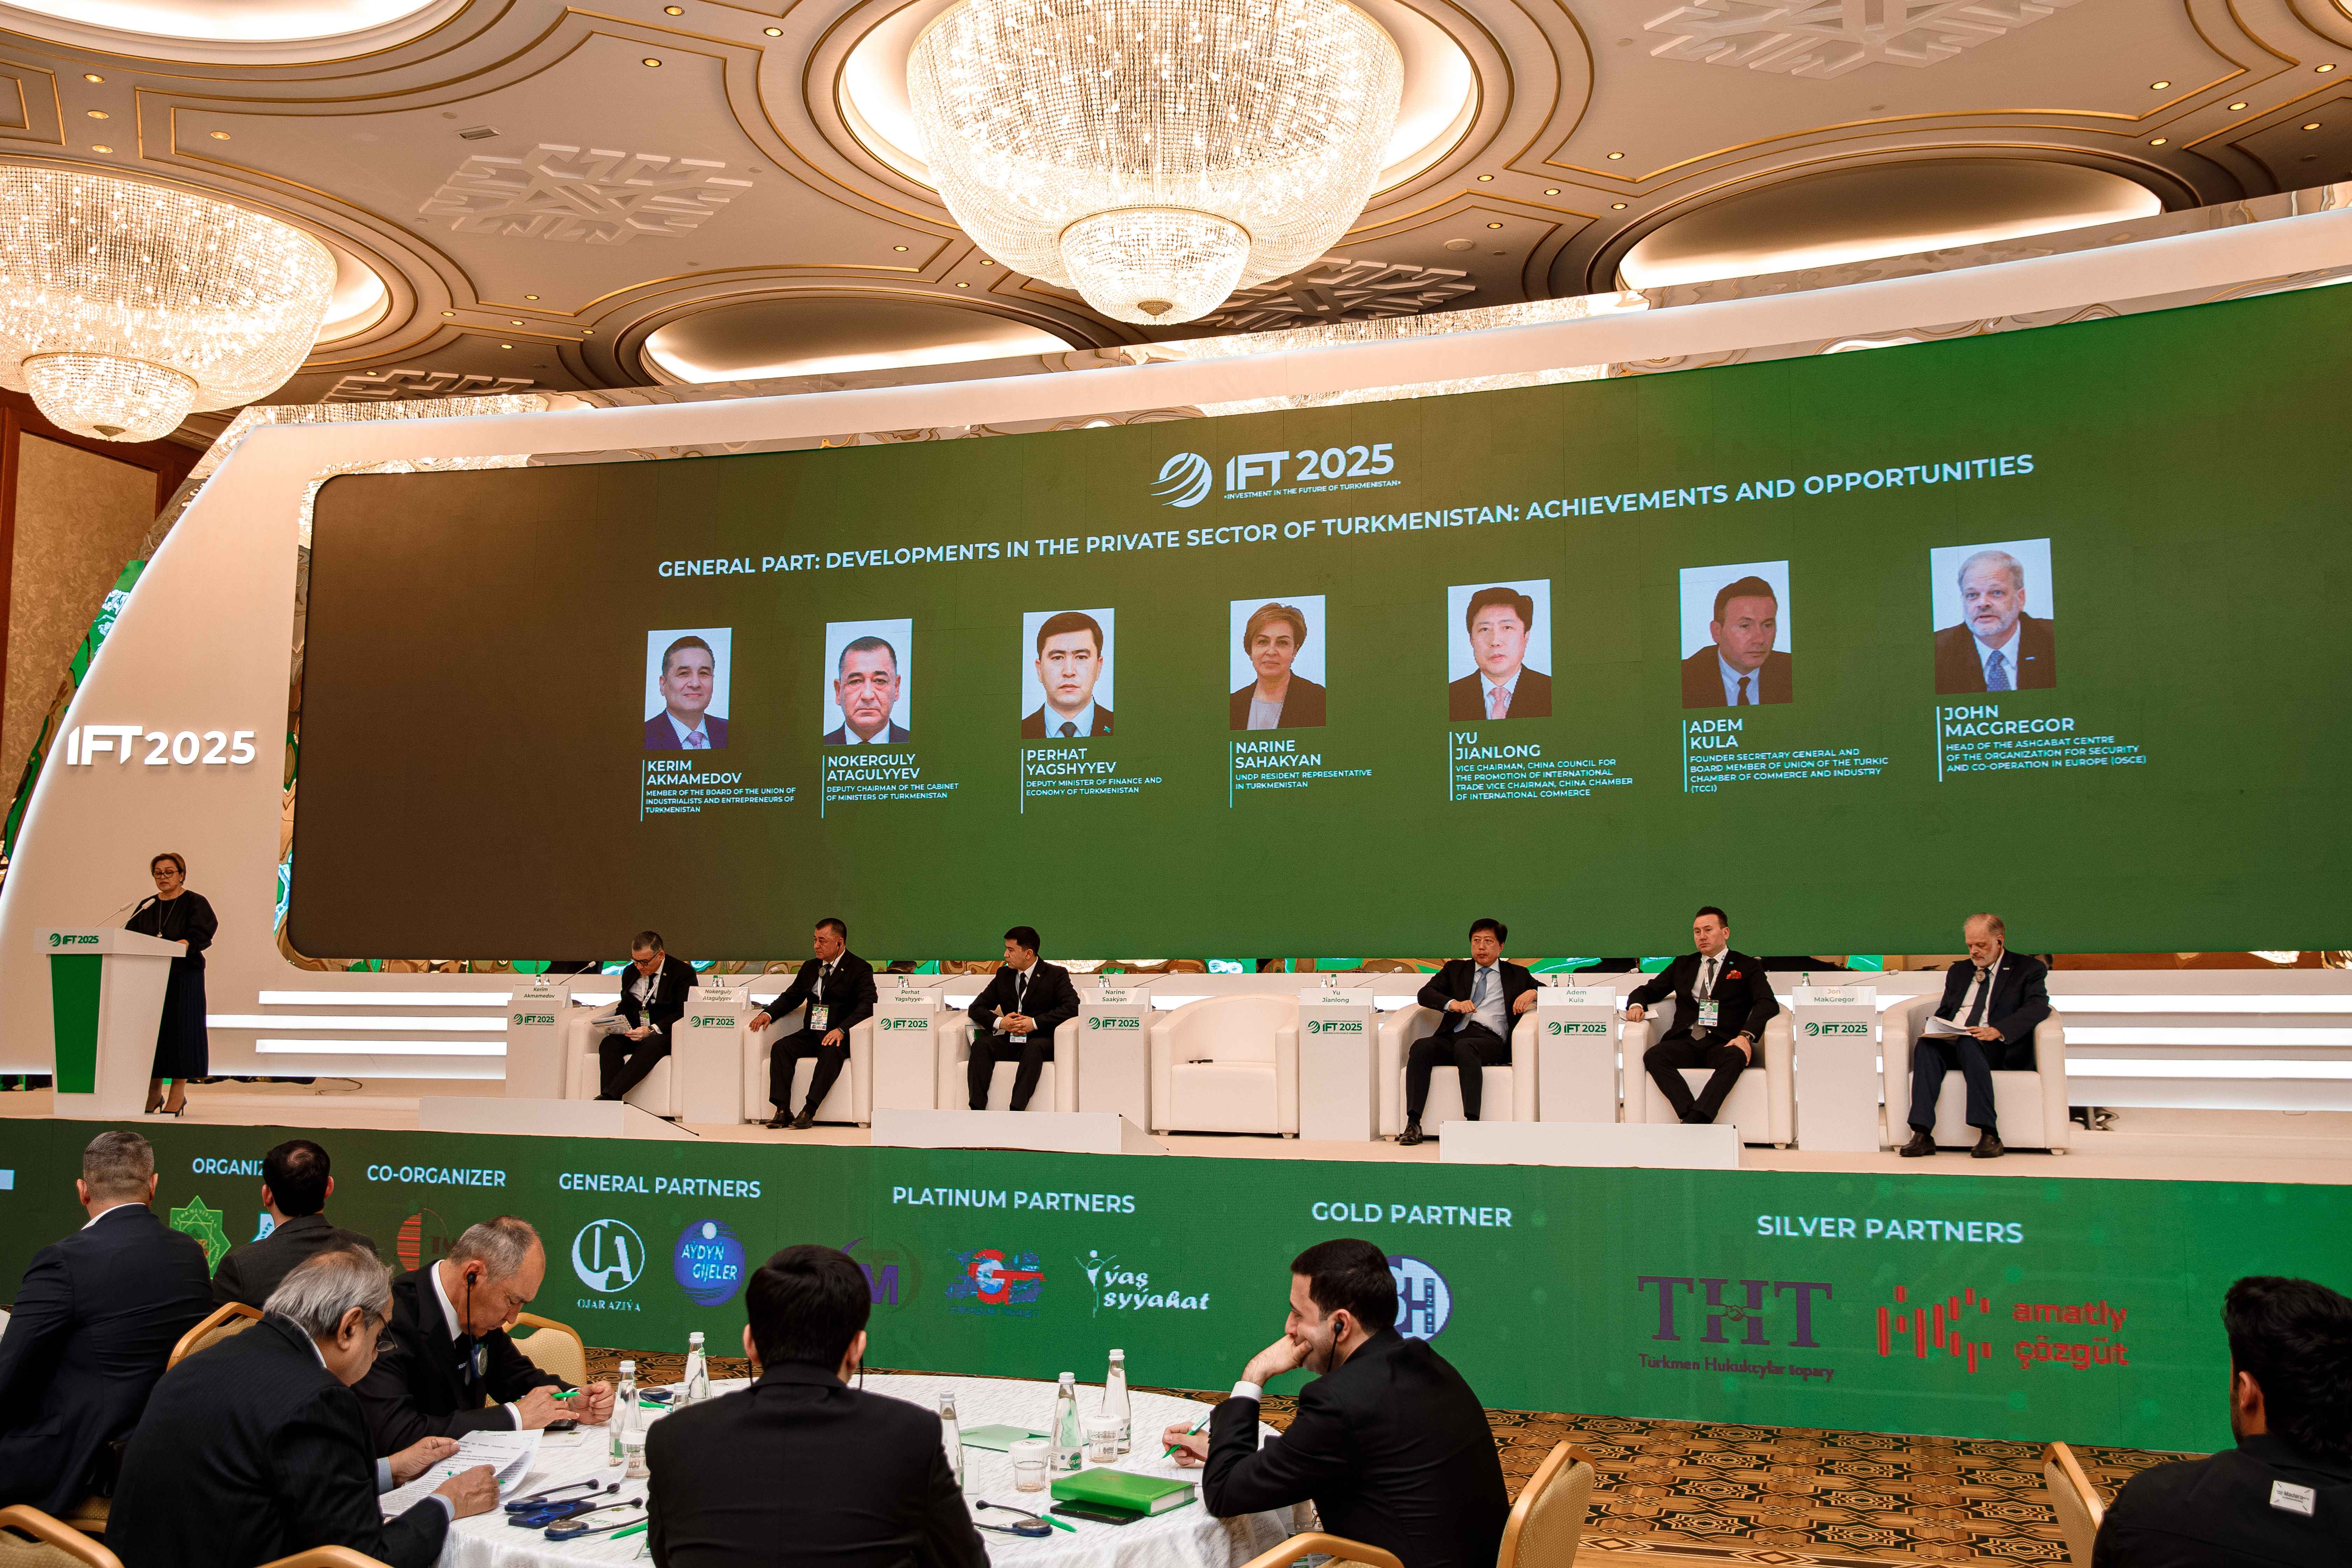 IFT 2025
«INVESTMENT IN THE FUTURE OF TURKMENISTAN»
GENERAL PART: DEVELOPMENTS IN THE PRIVATE SECTOR OF TURKMENISTAN: ACHIEVEMENTS AND OPPORTUNITIES
KERIM
AKMAMEDOV
MEMBER OF THE BOARD OF THE UNION OF
INDUSTRIALISTS AND ENTREPRENEURS OF
TURKMENISTAN
NOKERGULY
ATAGULYYEV
DEPUTY CHAIRMAN OF THE CABINET
OF MINISTERS OF TURKMENISTAN
PERHAT
YAGSHYYEV
DEPUTY MINISTER OF FINANCE AND
ECONOMY OF TURKMENISTAN
NARINE
SAHAKYAN
UNDP RESIDENT REPRESENTATIVE
IN TURKMENISTAN
YU
JIANLONG
VICE CHAIRMAN, CHINA COUNCIL FOR
THE PROMOTION OF INTERNATIONAL
TRADE VICE CHAIRMAN, CHINA CHAMBER
OF INTERNATIONAL COMMERCE
ADEM
KULA
FOUNDER SECRETARY GENERAL AND
BOARD MEMBER OF UNION OF THE TURKIC
CHAMBER OF COMMERCE AND INDUSTRY
(TCCI)
JOHN
MACGREGOR
HEAD OF THE ASHGABAT CENTRE
OF THE ORGANIZATION FOR SECURITY
AND CO-OPERATION IN EUROPE (OSCE)
IFT 2025
IFT 2025
Kerim
Akmamedov
IFT 2025
Nokerguly
Atagulyyev
IFT 2025
Perhat
Yagshyyev
IFT 2025
Narine
Saakyan
IFT 2025
Yu
Jianlong
IFT 2025
Adem
Kula
IFT 2025
Jon
MakGregor
IFT 2025
CO-ORGANIZER
GENERAL PARTNERS
OJAR AZIÝA
AYDYŇ
GIJELER
PLATINUM PARTNERS
M
ýaş
syýahat
GOLD PARTNER
SILVER PARTNERS
THT
Türkmen Hukukçylar topary
amatly
çözgüt